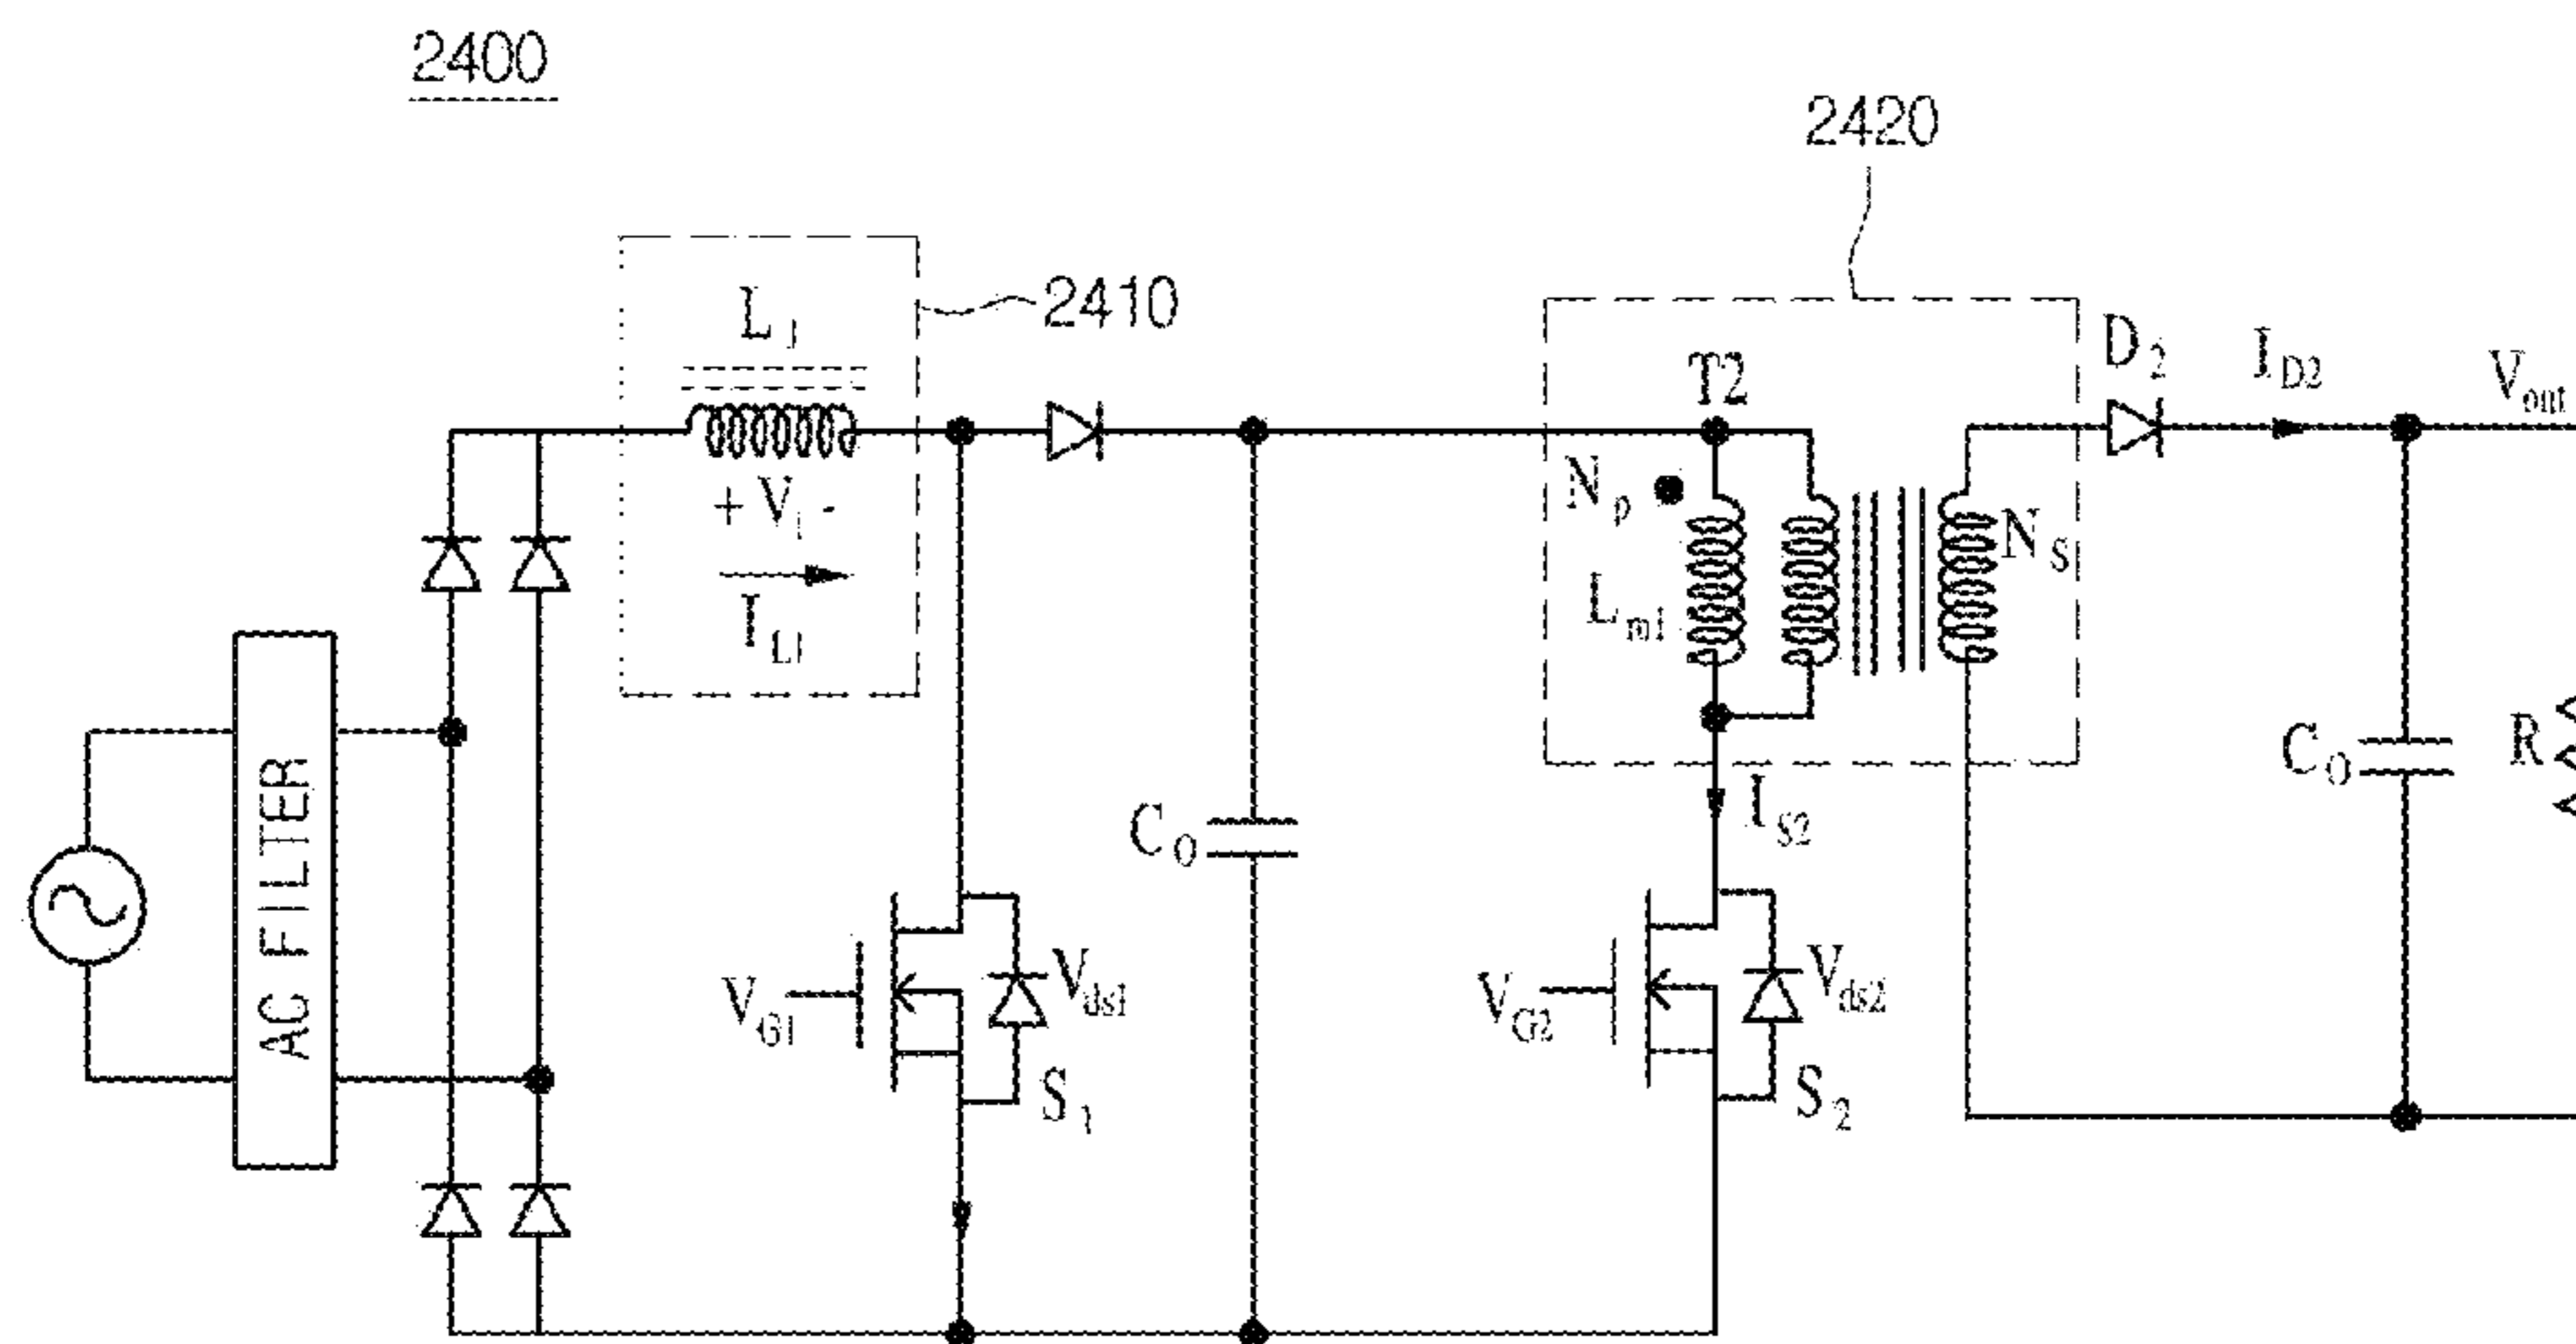 2400
2420
2410
L1
+ V1 -
IL1
T2
Np
Lm1
NS
D2
ID2
Vout
AC FILTER
CO
IS2
CO
R
VG1
Vds1
S1
VG2
Vds2
S2